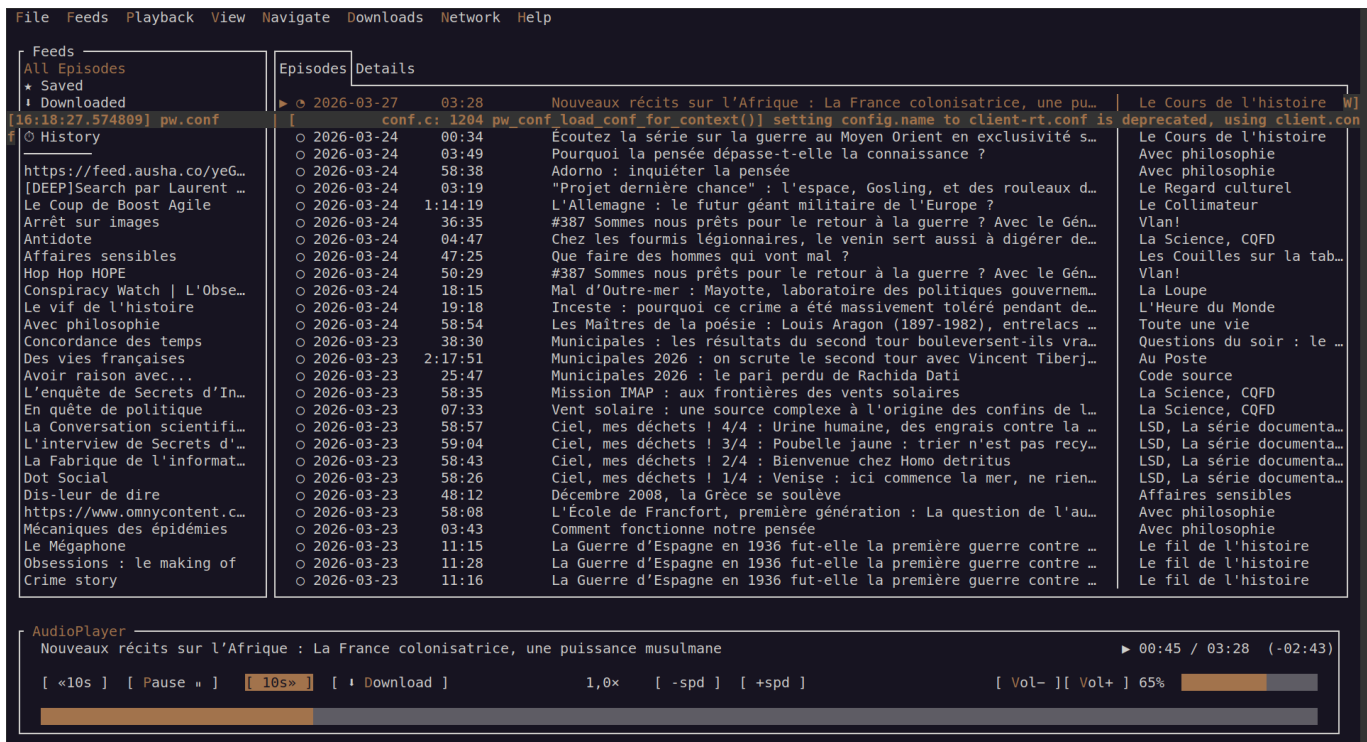 File Feeds Playback View Navigate Downloads Network Help
Feeds
All Episodes
★ Saved
⬇ Downloaded
Episodes Details
▶ ◔ 2026-03-27 03:28 Nouveaux récits sur l’Afrique : La France colonisatrice, une pu… Le Cours de l'histoire W]
[16:18:27.574809] pw.conf | [ conf.c: 1204 pw_conf_load_conf_for_context()] setting config.name to client-rt.conf is deprecated, using client.con
f ⏱ History
○ 2026-03-24 00:34 Écoutez la série sur la guerre au Moyen Orient en exclusivité s… Le Cours de l'histoire
○ 2026-03-24 03:49 Pourquoi la pensée dépasse-t-elle la connaissance ? Avec philosophie
https://feed.ausha.co/yeG… ○ 2026-03-24 58:38 Adorno : inquiéter la pensée Avec philosophie
[DEEP]Search par Laurent … ○ 2026-03-24 03:19 "Projet dernière chance" : l'espace, Gosling, et des rouleaux d… Le Regard culturel
Le Coup de Boost Agile ○ 2026-03-24 1:14:19 L'Allemagne : le futur géant militaire de l'Europe ? Le Collimateur
Arrêt sur images ○ 2026-03-24 36:35 #387 Sommes nous prêts pour le retour à la guerre ? Avec le Gén… Vlan!
Antidote ○ 2026-03-24 04:47 Chez les fourmis légionnaires, le venin sert aussi à digérer de… La Science, CQFD
Affaires sensibles ○ 2026-03-24 47:25 Que faire des hommes qui vont mal ? Les Couilles sur la tab…
Hop Hop HOPE ○ 2026-03-24 50:29 #387 Sommes nous prêts pour le retour à la guerre ? Avec le Gén… Vlan!
Conspiracy Watch | L'Obse… ○ 2026-03-24 18:15 Mal d’Outre-mer : Mayotte, laboratoire des politiques gouvernem… La Loupe
Le vif de l'histoire ○ 2026-03-24 19:18 Inceste : pourquoi ce crime a été massivement toléré pendant de… L'Heure du Monde
Avec philosophie ○ 2026-03-24 58:54 Les Maîtres de la poésie : Louis Aragon (1897-1982), entrelacs … Toute une vie
Concordance des temps ○ 2026-03-23 38:30 Municipales : les résultats du second tour bouleversent-ils vra… Questions du soir : le …
Des vies françaises ○ 2026-03-23 2:17:51 Municipales 2026 : on scrute le second tour avec Vincent Tiberj… Au Poste
Avoir raison avec... ○ 2026-03-23 25:47 Municipales 2026 : le pari perdu de Rachida Dati Code source
L’enquête de Secrets d’In… ○ 2026-03-23 58:35 Mission IMAP : aux frontières des vents solaires La Science, CQFD
En quête de politique ○ 2026-03-23 07:33 Vent solaire : une source complexe à l'origine des confins de l… La Science, CQFD
La Conversation scientifi… ○ 2026-03-23 58:57 Ciel, mes déchets ! 4/4 : Urine humaine, des engrais contre la … LSD, La série documenta…
L'interview de Secrets d'… ○ 2026-03-23 59:04 Ciel, mes déchets ! 3/4 : Poubelle jaune : trier n'est pas recy… LSD, La série documenta…
La Fabrique de l'informat… ○ 2026-03-23 58:43 Ciel, mes déchets ! 2/4 : Bienvenue chez Homo detritus LSD, La série documenta…
Dot Social ○ 2026-03-23 58:26 Ciel, mes déchets ! 1/4 : Venise : ici commence la mer, ne rien… LSD, La série documenta…
Dis-leur de dire ○ 2026-03-23 48:12 Décembre 2008, la Grèce se soulève Affaires sensibles
https://www.omnycontent.c… ○ 2026-03-23 58:08 L'École de Francfort, première génération : La question de l'au… Avec philosophie
Mécaniques des épidémies ○ 2026-03-23 03:43 Comment fonctionne notre pensée Avec philosophie
Le Mégaphone ○ 2026-03-23 11:15 La Guerre d’Espagne en 1936 fut-elle la première guerre contre … Le fil de l'histoire
Obsessions : le making of ○ 2026-03-23 11:28 La Guerre d’Espagne en 1936 fut-elle la première guerre contre … Le fil de l'histoire
Crime story ○ 2026-03-23 11:16 La Guerre d’Espagne en 1936 fut-elle la première guerre contre … Le fil de l'histoire
AudioPlayer
Nouveaux récits sur l’Afrique : La France colonisatrice, une puissance musulmane ▶ 00:45 / 03:28 (-02:43)
[ «10s ] [ Pause ⏸ ] [ 10s» ] [ ⬇ Download ] 1,0× [ -spd ] [ +spd ] [ Vol− ][ Vol+ ] 65%